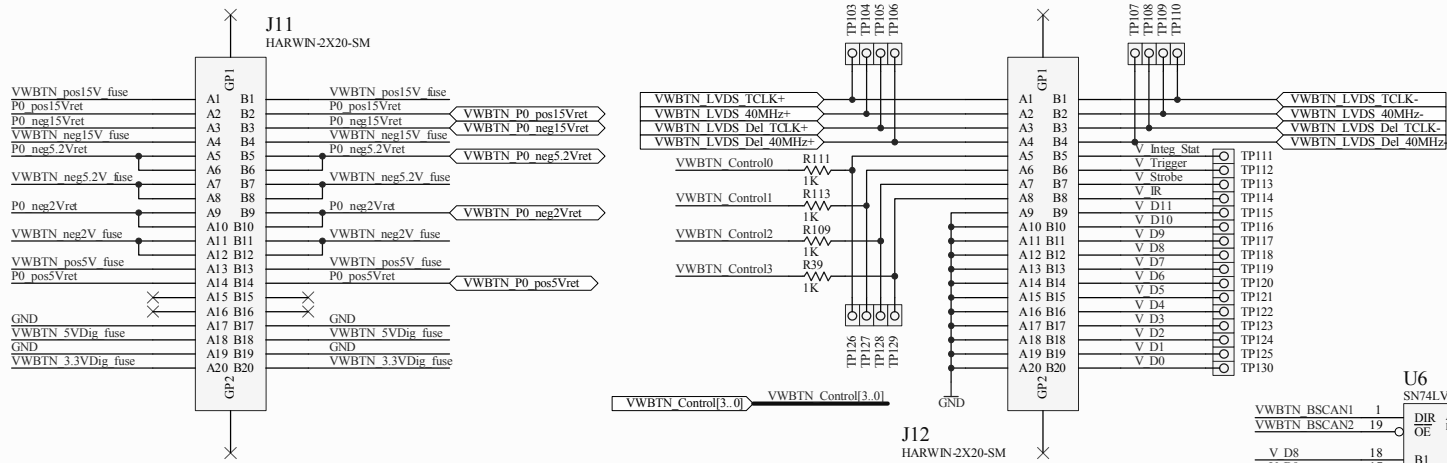 J11
HARWIN-2X20-SM
GP1
VWBTN_pos15V_fuse A1 B1 VWBTN_pos15V_fuse
P0_pos15Vret A2 B2 P0_pos15Vret VWBTN_P0_pos15Vret
P0_neg15Vret A3 B3 P0_neg15Vret VWBTN_P0_neg15Vret
VWBTN_neg15V_fuse A4 B4 VWBTN_neg15V_fuse
P0_neg5.2Vret A5 B5 P0_neg5.2Vret VWBTN_P0_neg5.2Vret
A6 B6
VWBTN_neg5.2V_fuse A7 B7 VWBTN_neg5.2V_fuse
A8 B8
P0_neg2Vret A9 B9 P0_neg2Vret VWBTN_P0_neg2Vret
A10 B10
VWBTN_neg2V_fuse A11 B11 VWBTN_neg2V_fuse
A12 B12
VWBTN_pos5V_fuse A13 B13 VWBTN_pos5V_fuse
P0_pos5Vret A14 B14 P0_pos5Vret VWBTN_P0_pos5Vret
A15 B15
A16 B16
GND A17 B17 GND
VWBTN_5VDig_fuse A18 B18 VWBTN_5VDig_fuse
GND A19 B19 GND
VWBTN_3.3VDig_fuse A20 B20 VWBTN_3.3VDig_fuse
GP2
TP103 TP104 TP105 TP106
TP107 TP108 TP109 TP110
GP1
VWBTN_LVDS_TCLK+ A1 B1 VWBTN_LVDS_TCLK-
VWBTN_LVDS_40MHz+ A2 B2 VWBTN_LVDS_40MHz-
VWBTN_LVDS_Del_TCLK+ A3 B3 VWBTN_LVDS_Del_TCLK-
VWBTN_LVDS_Del_40MHz+ A4 B4 VWBTN_LVDS_Del_40MHz-
A5 B5 V_Integ_Stat TP111
VWBTN_Control0 R111 A6 B6 V_Trigger TP112
1K A7 B7 V_Strobe TP113
A8 B8 V_IR TP114
VWBTN_Control1 R113 A9 B9 V_D11 TP115
1K A10 B10 V_D10 TP116
A11 B11 V_D9 TP117
VWBTN_Control2 R109 A12 B12 V_D8 TP118
1K A13 B13 V_D7 TP119
VWBTN_Control3 R39 A14 B14 V_D6 TP120
1K A15 B15 V_D5 TP121
A16 B16 V_D4 TP122
A17 B17 V_D3 TP123
A18 B18 V_D2 TP124
A19 B19 V_D1 TP125
A20 B20 V_D0 TP130
TP126 TP127 TP128 TP129
GP2
VWBTN_Control[3..0] VWBTN_Control[3..0]
GND
J12
HARWIN-2X20-SM
U6
SN74LV
VWBTN_BSCAN1 1 DIR
VWBTN_BSCAN2 19 OE
V_D8 18 B1